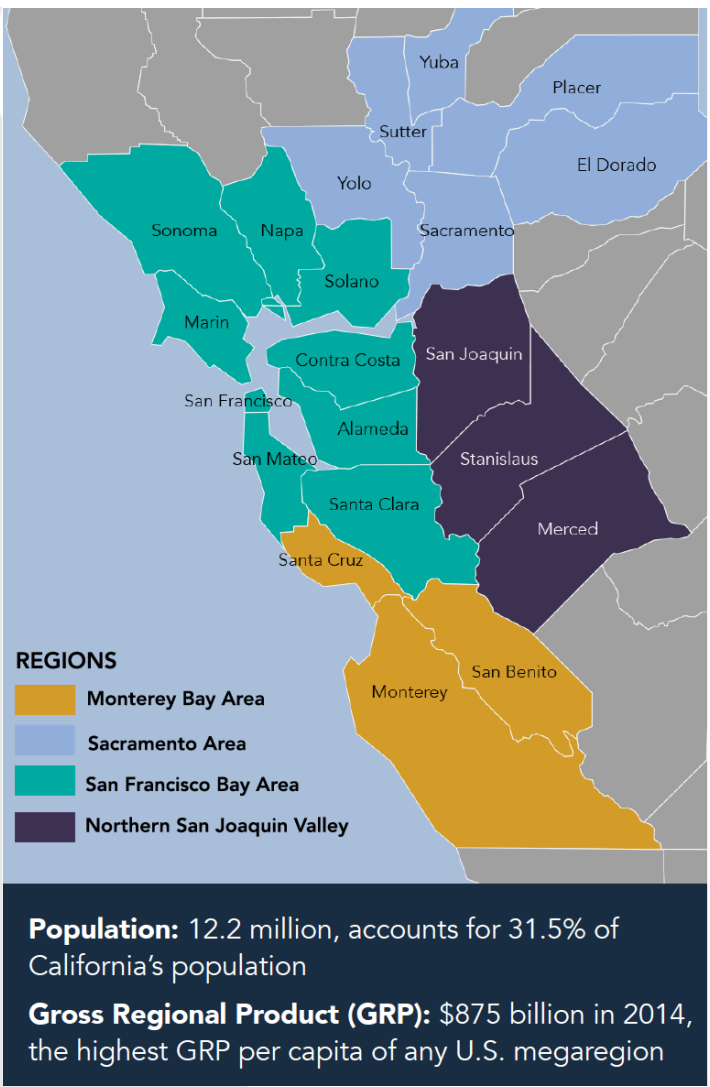 Yuba
Placer
Sutter
El Dorado
Yolo
Sonoma
Napa
Sacramento
Solano
Marin
San Joaquin
Contra Costa
San Francisco
Alameda
San Mateo
Stanislaus
Santa Clara
Merced
Santa Cruz
San Benito
Monterey
REGIONS
Monterey Bay Area
Sacramento Area
San Francisco Bay Area
Northern San Joaquin Valley
Population: 12.2 million, accounts for 31.5% of
California’s population
Gross Regional Product (GRP): $875 billion in 2014,
the highest GRP per capita of any U.S. megaregion